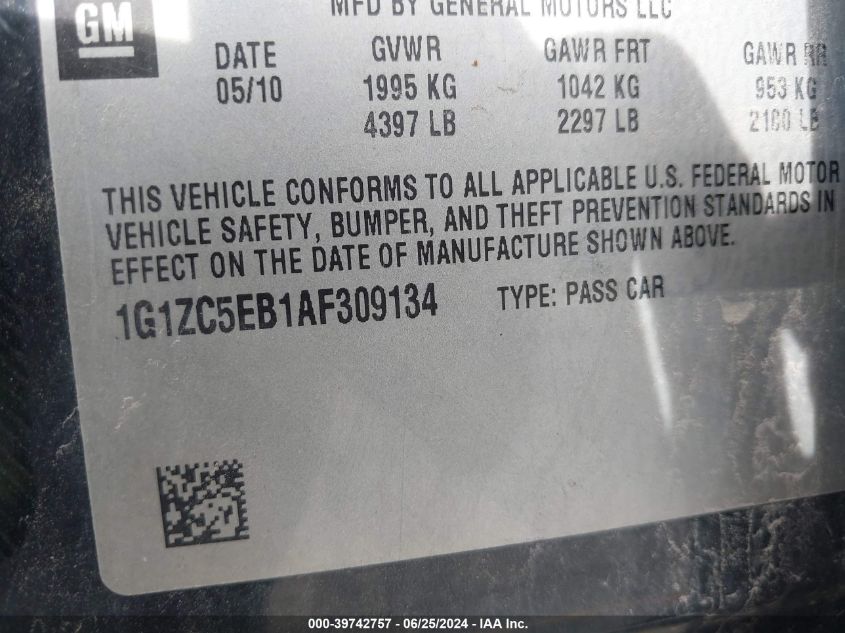 MFD BY GENERAL MOTORS LLC
GM
DATE GVWR GAWR FRT GAWR RR
05/10 1995 KG 1042 KG 953 KG
4397 LB 2297 LB 2100 LB
THIS VEHICLE CONFORMS TO ALL APPLICABLE U.S. FEDERAL MOTOR
VEHICLE SAFETY, BUMPER, AND THEFT PREVENTION STANDARDS IN
EFFECT ON THE DATE OF MANUFACTURE SHOWN ABOVE.
1G1ZC5EB1AF309134 TYPE: PASS CAR
000-39742757 - 06/25/2024 - IAA Inc.